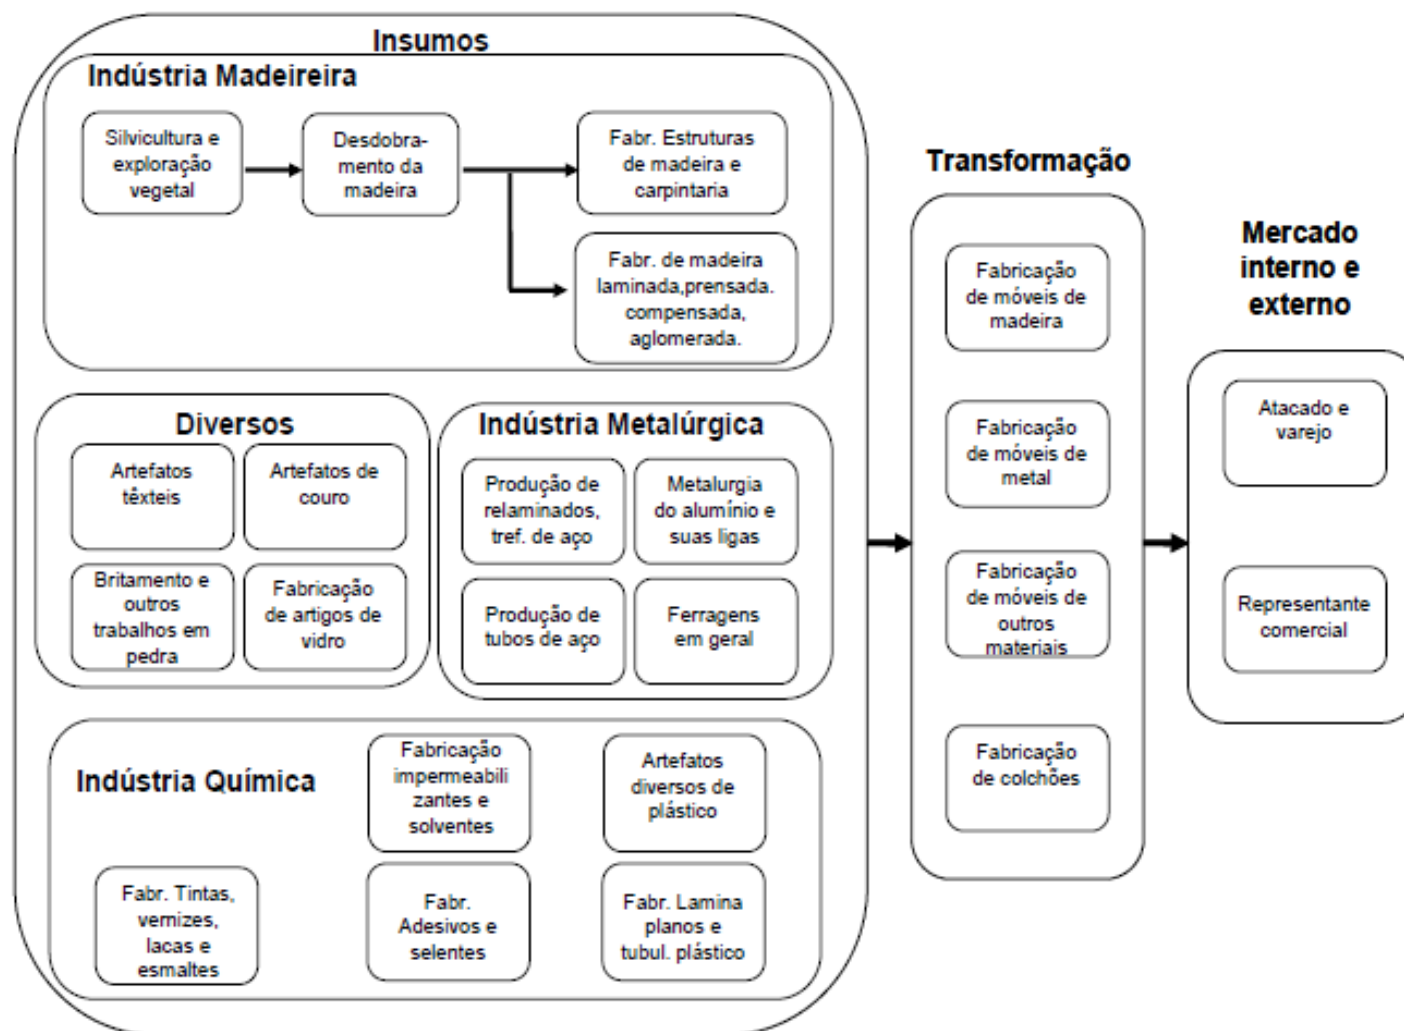 Insumos
Indústria Madeireira
Silvicultura e
exploração
vegetal
Desdobra-
mento da
madeira
Fabr. Estruturas
de madeira e
carpintaria
Fabr. de madeira
laminada,prensada.
compensada,
aglomerada.
Diversos
Artefatos
têxteis
Artefatos de
couro
Britamento e
outros
trabalhos em
pedra
Fabricação
de artigos de
vidro
Indústria Metalúrgica
Produção de
relaminados,
tref. de aço
Metalurgia
do alumínio e
suas ligas
Produção de
tubos de aço
Ferragens
em geral
Indústria Química
Fabricação
impermeabili
zantes e
solventes
Artefatos
diversos de
plástico
Fabr. Tintas,
vernizes,
lacas e
esmaltes
Fabr.
Adesivos e
selentes
Fabr. Lamina
planos e
tubul. plástico
Transformação
Fabricação
de móveis de
madeira
Fabricação
de móveis de
metal
Fabricação
de móveis de
outros
materiais
Fabricação
de colchões
Mercado
interno e
externo
Atacado e
varejo
Representante
comercial